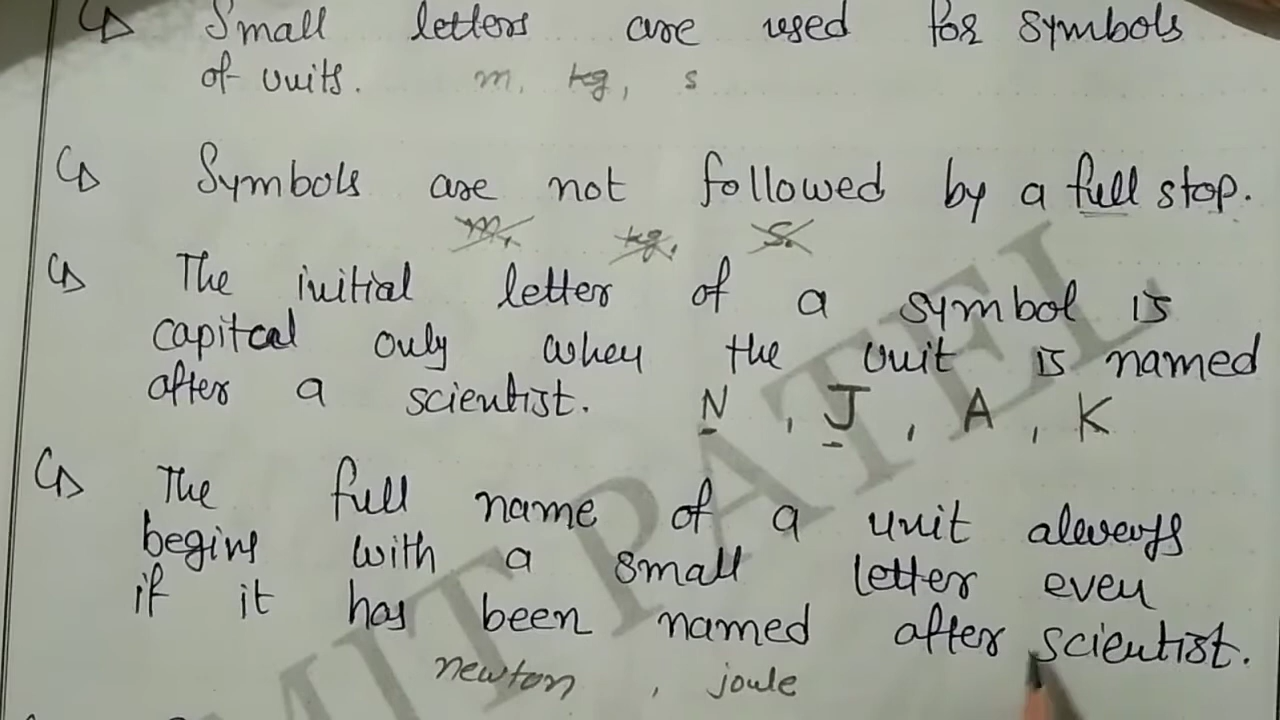 Small letters are used for symbols
of units. m, kg, s
Symbols are not followed by a full stop.
m. kg. s.
The initial letter of a symbol is
capital only when the unit is named
after a scientist. N, J, A, K
The full name of a unit always
begins with a small letter even
if it has been named after scientist.
newton, joule
MIT PATEL